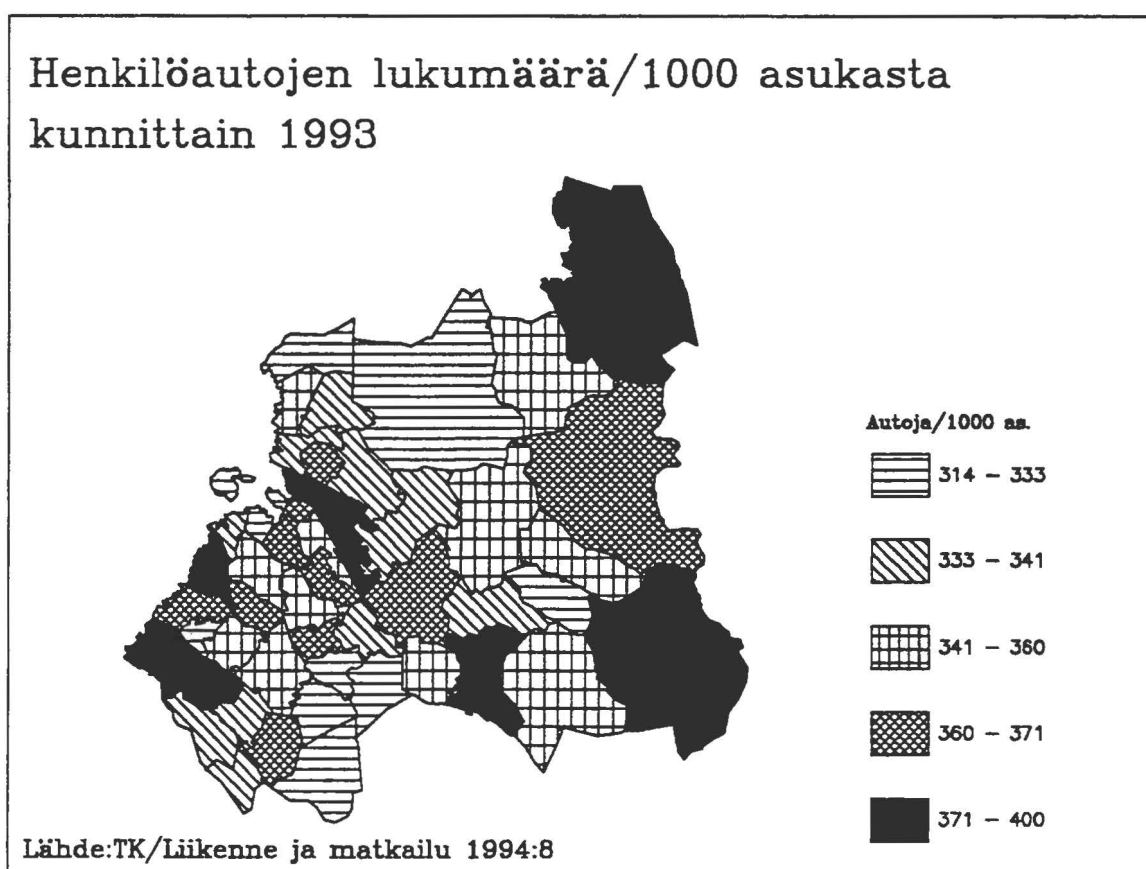 Henkilöautojen lukumäärä/1000 asukasta
kunnittain 1993
Autoja/1000 as.
314 – 333
333 – 341
341 – 360
360 – 371
371 – 400
Lähde:TK/Liikenne ja matkailu 1994:8